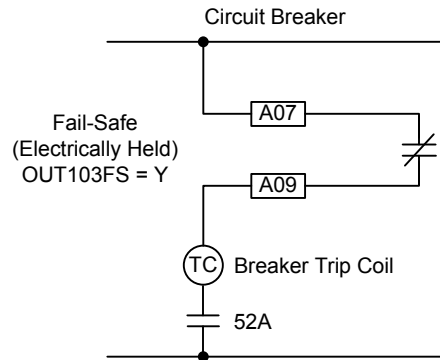 Circuit Breaker
A07
Fail-Safe
(Electrically Held)
OUT103FS = Y
A09
TC Breaker Trip Coil
52A